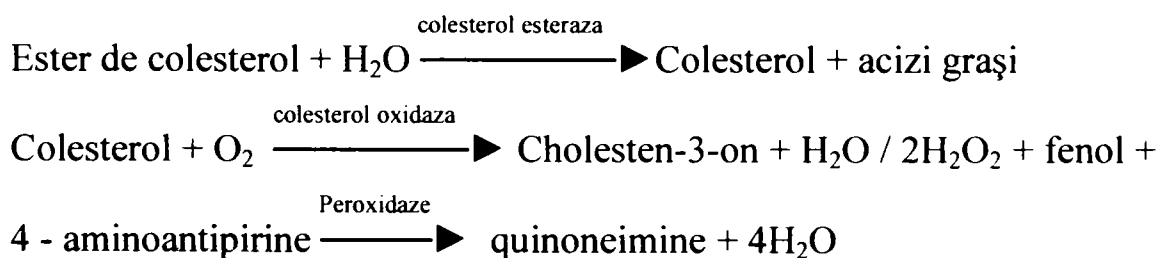 colesterol esteraza
Ester de colesterol + H₂O ⟶ Colesterol + acizi graşi
colesterol oxidaza
Colesterol + O₂ ⟶ Cholesten-3-on + H₂O / 2H₂O₂ + fenol +
Peroxidaze
4 - aminoantipirine ⟶ quinoneimine + 4H₂O